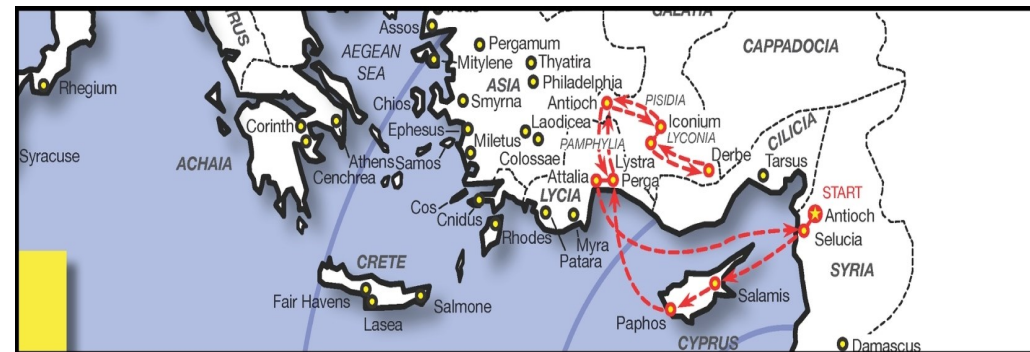 RUS
GALATIA
Assos
AEGEAN
SEA
Pergamum
CAPPADOCIA
Mitylene
Thyatira
ASIA
Philadelphia
Rhegium
Chios
Smyrna
Antioch
PISIDIA
Laodicea
Iconium
Corinth
Ephesus
LYCONIA
CILICIA
Miletus
PAMPHYLIA
Syracuse
ACHAIA
Athens
Samos
Colossae
Lystra
Derbe
Tarsus
Cenchrea
Attalia
Perga
LYCIA
START
Cos
Cnidus
Antioch
Rhodes
Myra
Selucia
Patara
CRETE
SYRIA
Fair Havens
Salmone
Salamis
Lasea
Paphos
CYPRUS
Damascus